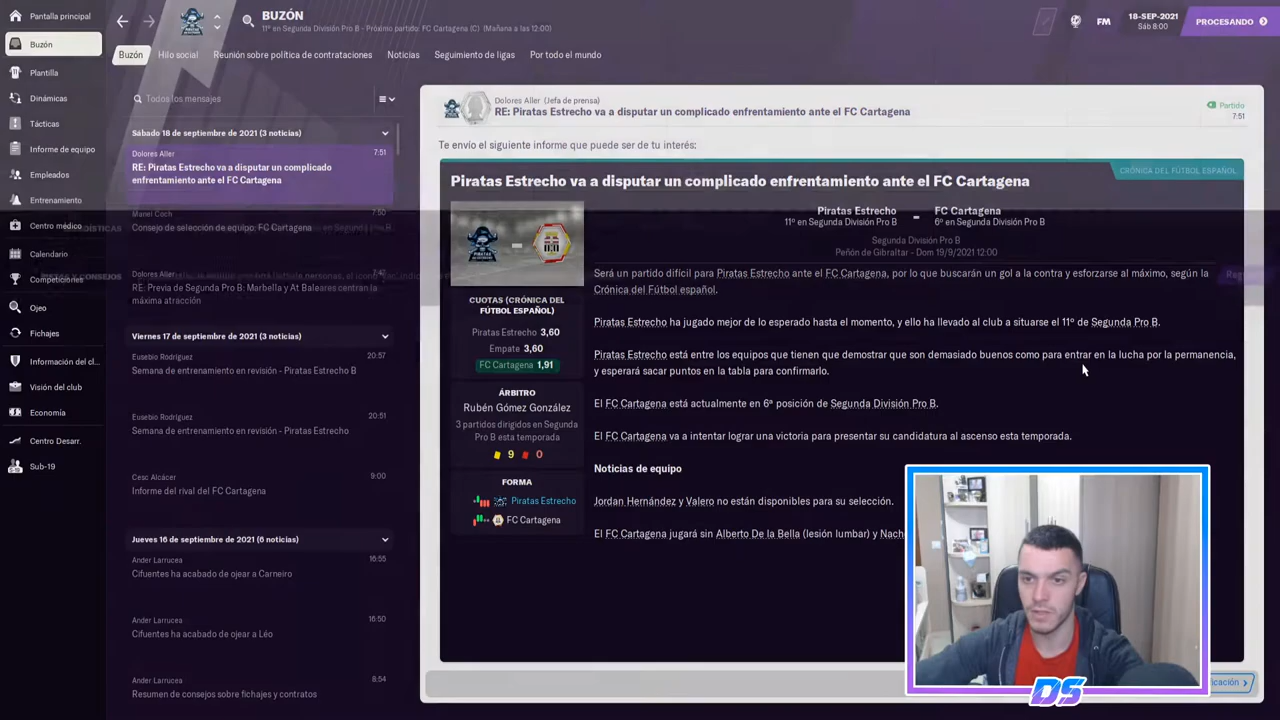 Pantalla principal
Buzón
Plantilla
Dinámicas
Tácticas
Informe de equipo
Empleados
Entrenamiento
Centro médico
Calendario
Competiciones
Ojeo
Fichajes
Información del cl...
Visión del club
Economía
Centro Desarr.
Sub-19
BUZÓN
11º en Segunda División Pro B - Próximo partido: FC Cartagena (C) (Mañana a las 12:00)
FM
18-SEP-2021
Sáb 8:00
PROCESANDO
Buzón
Hilo social
Reunión sobre política de contrataciones
Noticias
Seguimiento de ligas
Por todo el mundo
Todos los mensajes
Sábado 18 de septiembre de 2021 (3 noticias)
Dolores Aller 7:51
RE: Piratas Estrecho va a disputar un complicado
enfrentamiento ante el FC Cartagena
Manel Coch 7:50
Consejo de selección de equipo: FC Cartagena
Dolores Aller
RE: Previa de Segunda Pro B: Marbella y At Baleares centran la
máxima atracción
Viernes 17 de septiembre de 2021 (3 noticias)
Eusebio Rodríguez 20:57
Semana de entrenamiento en revisión - Piratas Estrecho B
Eusebio Rodríguez 20:51
Semana de entrenamiento en revisión - Piratas Estrecho
Cesc Alcácer 9:00
Informe del rival del FC Cartagena
Jueves 16 de septiembre de 2021 (6 noticias)
Ander Larrucea 16:55
Cifuentes ha acabado de ojear a Carneiro
Ander Larrucea 16:50
Cifuentes ha acabado de ojear a Léo
Ander Larrucea 8:54
Resumen de consejos sobre fichajes y contratos
Dolores Aller (Jefa de prensa)
RE: Piratas Estrecho va a disputar un complicado enfrentamiento ante el FC Cartagena
Partido
7:51
Te envío el siguiente informe que puede ser de tu interés:
CRÓNICA DEL FÚTBOL ESPAÑOL
Piratas Estrecho va a disputar un complicado enfrentamiento ante el FC Cartagena
Piratas Estrecho - FC Cartagena
11º en Segunda División Pro B 6º en Segunda División Pro B
Segunda División Pro B
Peñón de Gibraltar - Dom 19/9/2021 12:00
CUOTAS (CRÓNICA DEL
FÚTBOL ESPAÑOL)
Piratas Estrecho 3,60
Empate 3,60
FC Cartagena 1,91
ÁRBITRO
Rubén Gómez González
3 partidos dirigidos en Segunda
Pro B esta temporada
9 0
FORMA
Piratas Estrecho
FC Cartagena
Será un partido difícil para Piratas Estrecho ante el FC Cartagena, por lo que buscarán un gol a la contra y esforzarse al máximo, según la
Crónica del Fútbol español.
Piratas Estrecho ha jugado mejor de lo esperado hasta el momento, y ello ha llevado al club a situarse el 11º de Segunda Pro B.
Piratas Estrecho está entre los equipos que tienen que demostrar que son demasiado buenos como para entrar en la lucha por la permanencia,
y esperará sacar puntos en la tabla para confirmarlo.
El FC Cartagena está actualmente en 6ª posición de Segunda División Pro B.
El FC Cartagena va a intentar lograr una victoria para presentar su candidatura al ascenso esta temporada.
Noticias de equipo
Jordan Hernández y Valero no están disponibles para su selección.
El FC Cartagena jugará sin Alberto De la Bella (lesión lumbar) y
DS